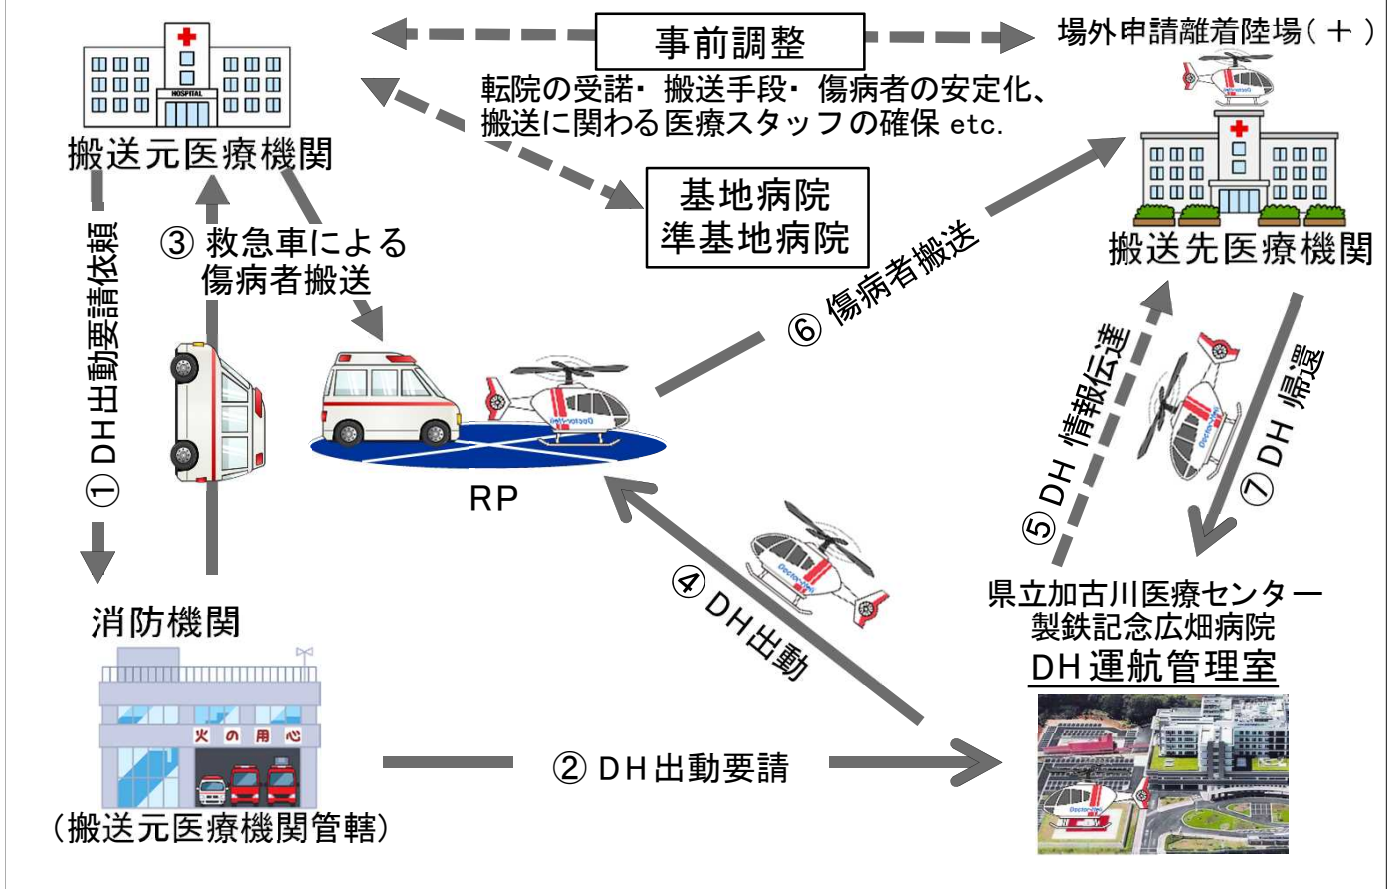 事前調整
転院の受諾・ 搬送手段・ 傷病者の安定化、
搬送に関わる医療スタッフの確保 etc.
場外申請離着陸場(＋)
HOSPITAL
搬送元医療機関
基地病院
準基地病院
搬送先医療機関
① DH出動要請依頼
③ 救急車による
傷病者搬送
⑥ 傷病者搬送
Doctor-Heli
RP
⑤ DH 情報伝達
⑦ DH 帰還
Doctor-Heli
④ DH出動
Doctor-Heli
消防機関
火の用心
(搬送元医療機関管轄)
② DH出動要請
県立加古川医療センター
製鉄記念広畑病院
DH運航管理室
Doctor-Heli